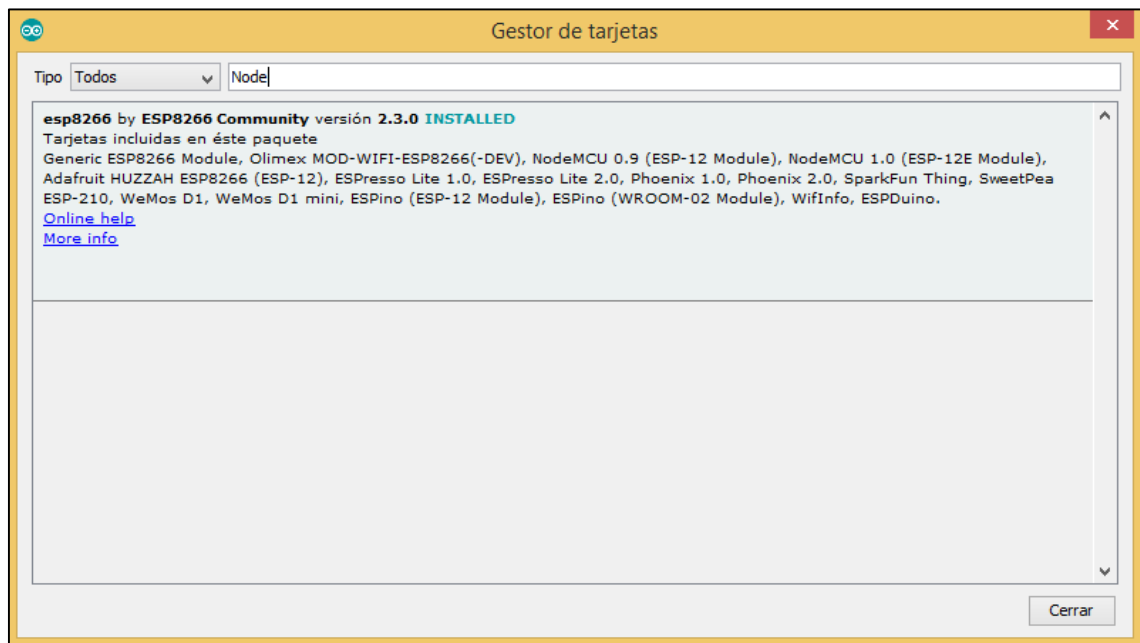 Gestor de tarjetas
Tipo Todos Node
esp8266 by ESP8266 Community versión 2.3.0 INSTALLED
Tarjetas incluidas en éste paquete
Generic ESP8266 Module, Olimex MOD-WIFI-ESP8266(-DEV), NodeMCU 0.9 (ESP-12 Module), NodeMCU 1.0 (ESP-12E Module),
Adafruit HUZZAH ESP8266 (ESP-12), ESPresso Lite 1.0, ESPresso Lite 2.0, Phoenix 1.0, Phoenix 2.0, SparkFun Thing, SweetPea
ESP-210, WeMos D1, WeMos D1 mini, ESPino (ESP-12 Module), ESPino (WROOM-02 Module), WifInfo, ESPDuino.
Online help
More info
Cerrar